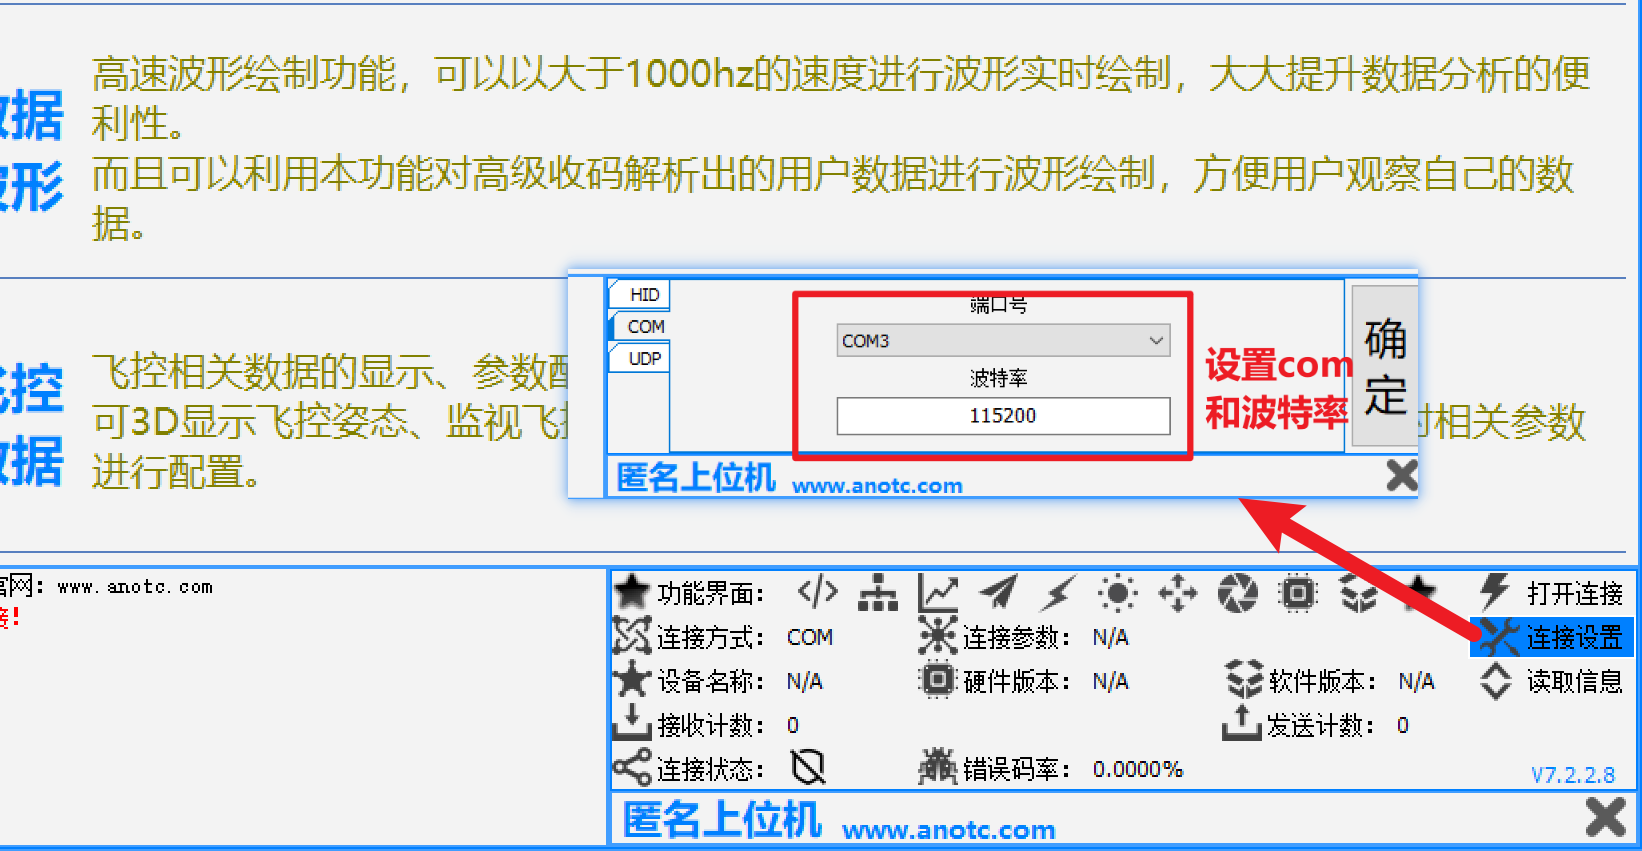 高速波形绘制功能，可以以大于1000hz的速度进行波形实时绘制，大大提升数据分析的便
利性。
数据
波形
而且可以利用本功能对高级收码解析出的用户数据进行波形绘制，方便用户观察自己的数
据。
HID
COM
UDP
端口号
COM3
波特率
115200
设置com
和波特率
确
定
匿名上位机 www.anotc.com
飞控
数据
飞控相关数据的显示、参数配
可3D显示飞控姿态、监视飞控
时相关参数
进行配置。
官网：www.anotc.com
接！
功能界面：
打开连接
连接方式： COM
连接参数： N/A
连接设置
设备名称： N/A
硬件版本： N/A
软件版本： N/A
读取信息
接收计数： 0
发送计数： 0
连接状态：
错误码率： 0.0000%
V7.2.2.8
匿名上位机 www.anotc.com